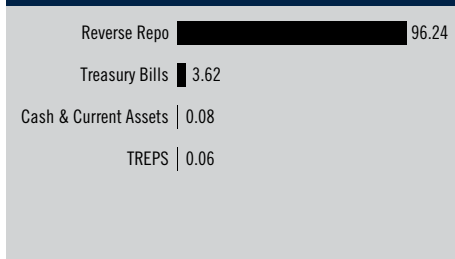 Reverse Repo 96.24
Treasury Bills 3.62
Cash & Current Assets 0.08
TREPS 0.06